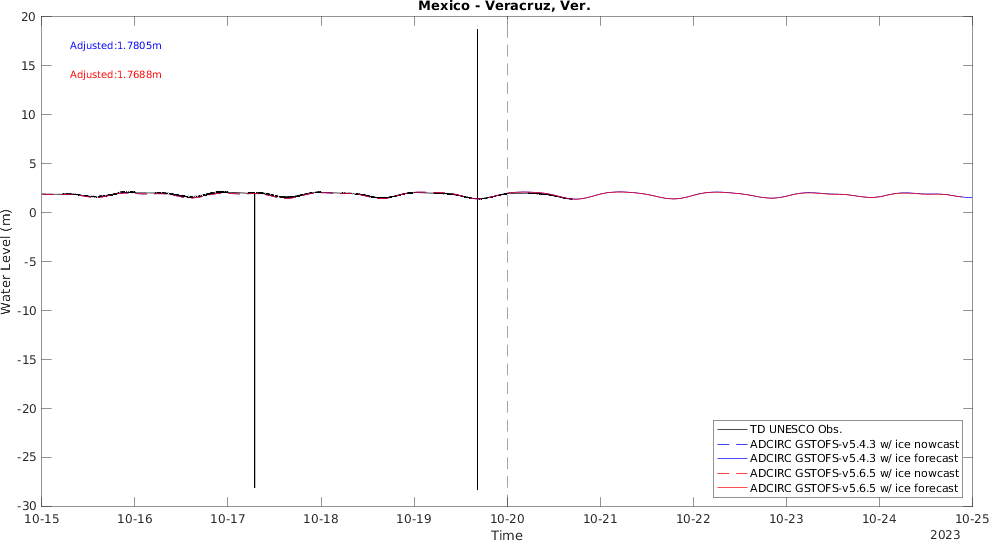 Mexico - Veracruz, Ver.
20
Adjusted:1.7805m
Adjusted:1.7688m
15
10
5
0
-5
-10
-15
-20
-25
-30
Water Level (m)
TD UNESCO Obs.
ADCIRC GSTOFS-v5.4.3 w/ ice nowcast
ADCIRC GSTOFS-v5.4.3 w/ ice forecast
ADCIRC GSTOFS-v5.6.5 w/ ice nowcast
ADCIRC GSTOFS-v5.6.5 w/ ice forecast
10-15 10-16 10-17 10-18 10-19 10-20 10-21 10-22 10-23 10-24 10-25
Time
2023